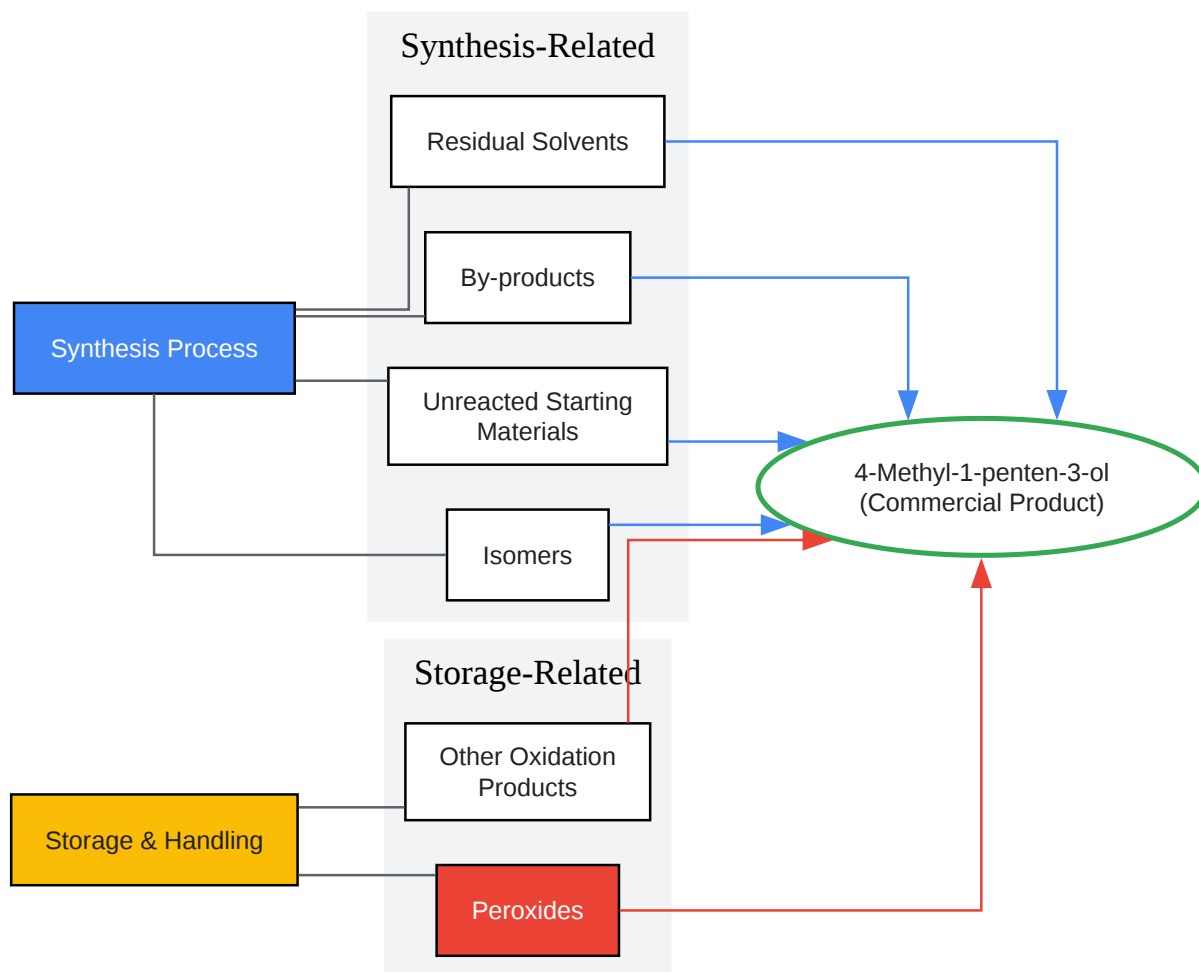 Synthesis-Related
Residual Solvents
By-products
Synthesis Process
Unreacted Starting
Materials
4-Methyl-1-penten-3-ol
(Commercial Product)
Isomers
Storage-Related
Other Oxidation
Products
Storage & Handling
Peroxides